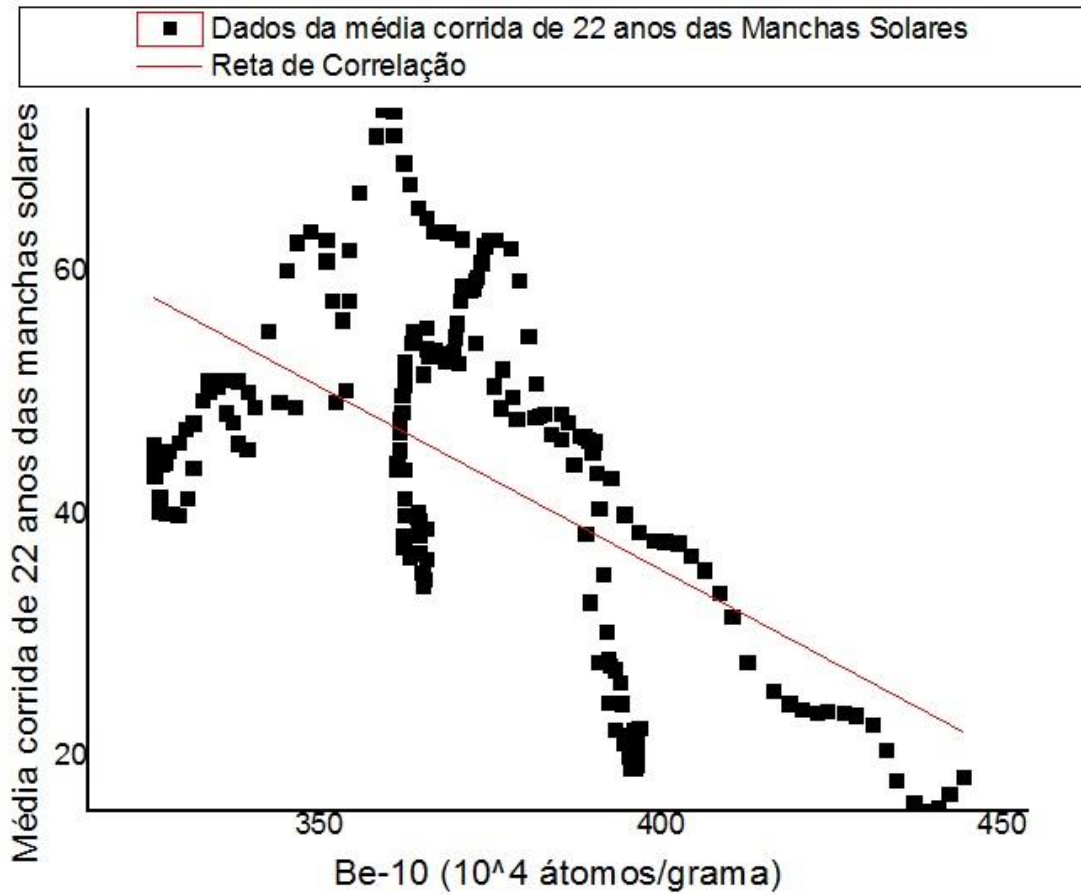 Dados da média corrida de 22 anos das Manchas Solares
Reta de Correlação
Média corrida de 22 anos das manchas solares
60
40
20
350
400
450
Be-10 (10^4 átomos/grama)